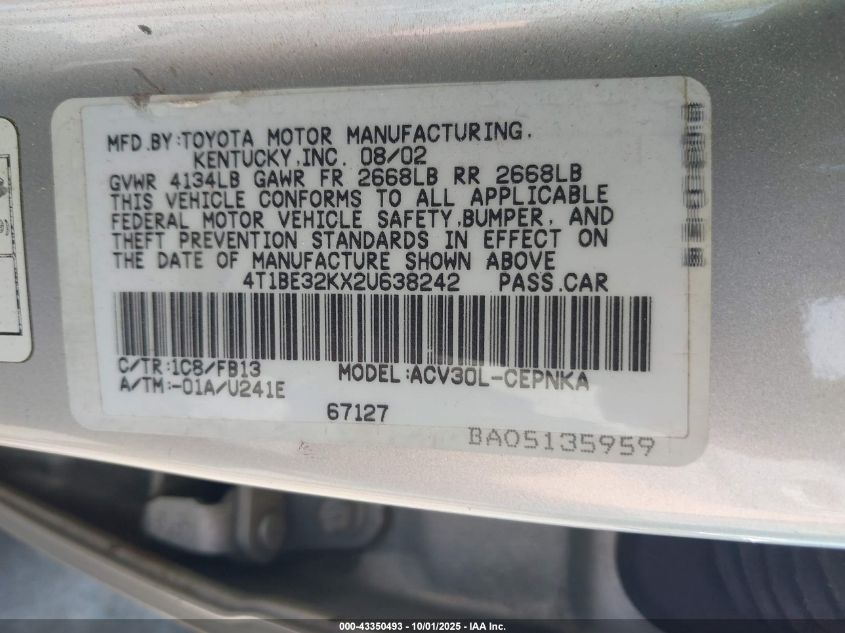 MFD.BY:TOYOTA MOTOR MANUFACTURING.
KENTUCKY,INC. 08/02
GVWR 4134LB GAWR FR 2668LB RR 2668LB
THIS VEHICLE CONFORMS TO ALL APPLICABLE
FEDERAL MOTOR VEHICLE SAFETY,BUMPER, AND
THEFT PREVENTION STANDARDS IN EFFECT ON
THE DATE OF MANUFACTURE SHOWN ABOVE
4T1BE32KX2U638242 PASS.CAR
C/TR:1C8/FB13 MODEL:ACV30L-CEPNKA
A/TM:-01A/U241E
67127
BA05135959
000-43350493 - 10/01/2025 - IAA Inc.